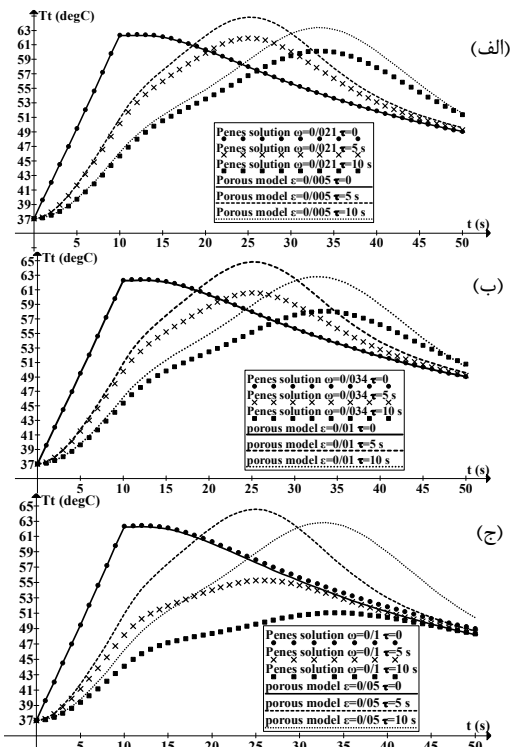 Tt (degC)
(الف)
63
61
59
57
55
53
51
49
47
45
43
41
39
37
Penes solution ω=0/021 τ=0
Penes solution ω=0/021 τ=5 s
Penes solution ω=0/021 τ=10 s
Porous model ε=0/005 τ=0
Porous model ε=0/005 τ=5 s
Porous model ε=0/005 τ=10 s
t (s)
5 10 15 20 25 30 35 40 45 50
Tt (degC)
(ب)
65
63
61
59
57
55
53
51
49
47
45
43
41
39
37
Penes solution ω=0/034 τ=0
Penes solution ω=0/034 τ=5 s
Penes solution ω=0/034 τ=10 s
porous model ε=0/01 τ=0
porous model ε=0/01 τ=5 s
porous model ε=0/01 τ=10 s
t (s)
5 10 15 20 25 30 35 40 45 50
Tt (degC)
(ج)
65
63
61
59
57
55
53
51
49
47
45
43
41
39
37
Penes solution ω=0/1 τ=0
Penes solution ω=0/1 τ=5 s
Penes solution ω=0/1 τ=10 s
porous model ε=0/05 τ=0
porous model ε=0/05 τ=5 s
porous model ε=0/05 τ=10 s
t (s)
5 10 15 20 25 30 35 40 45 50